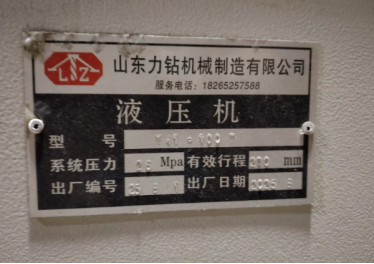 LZ
山东力钻机械制造有限公司
服务电话：18265257588
液压机
型 号
系统压力 Mpa 有效行程 mm
出厂编号 出厂日期